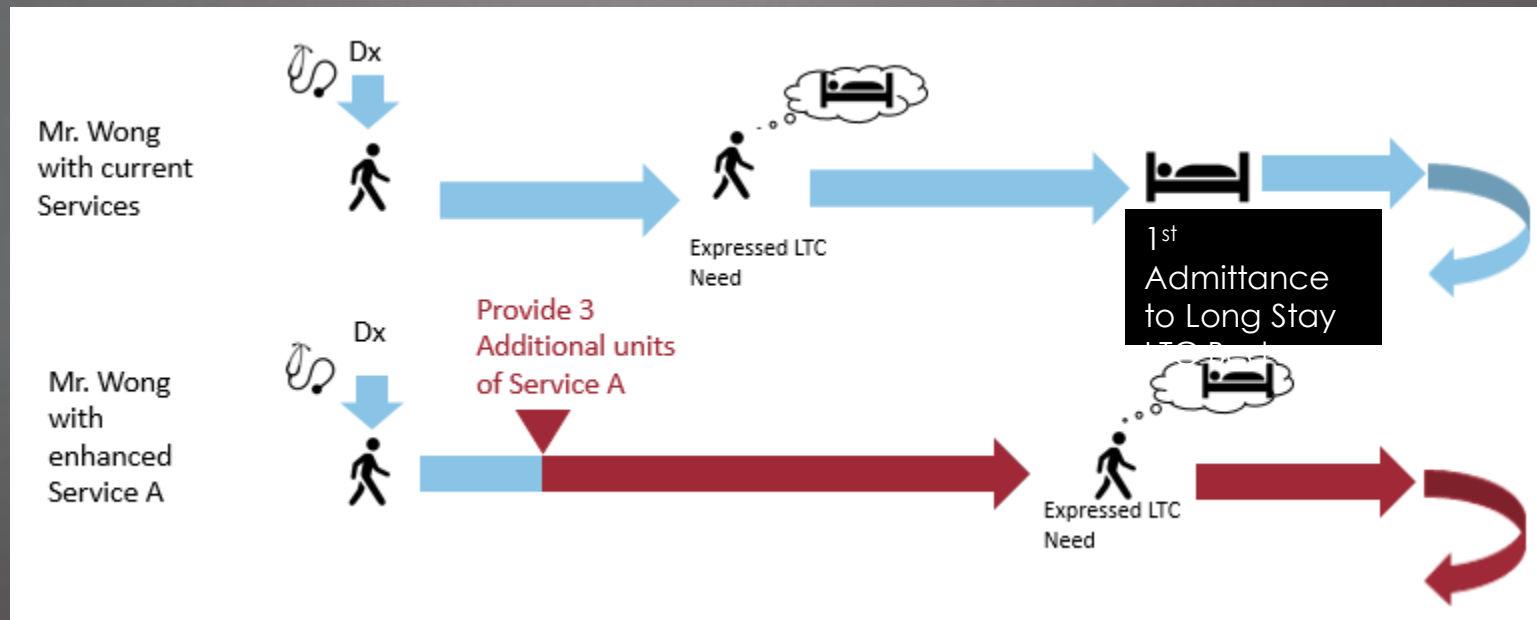 Dx
Mr. Wong
with current
Services
Expressed LTC
Need
1st
Admittance
to Long Stay
Provide 3
Additional units
of Service A
Dx
Mr. Wong
with
enhanced
Service A
Expressed LTC
Need